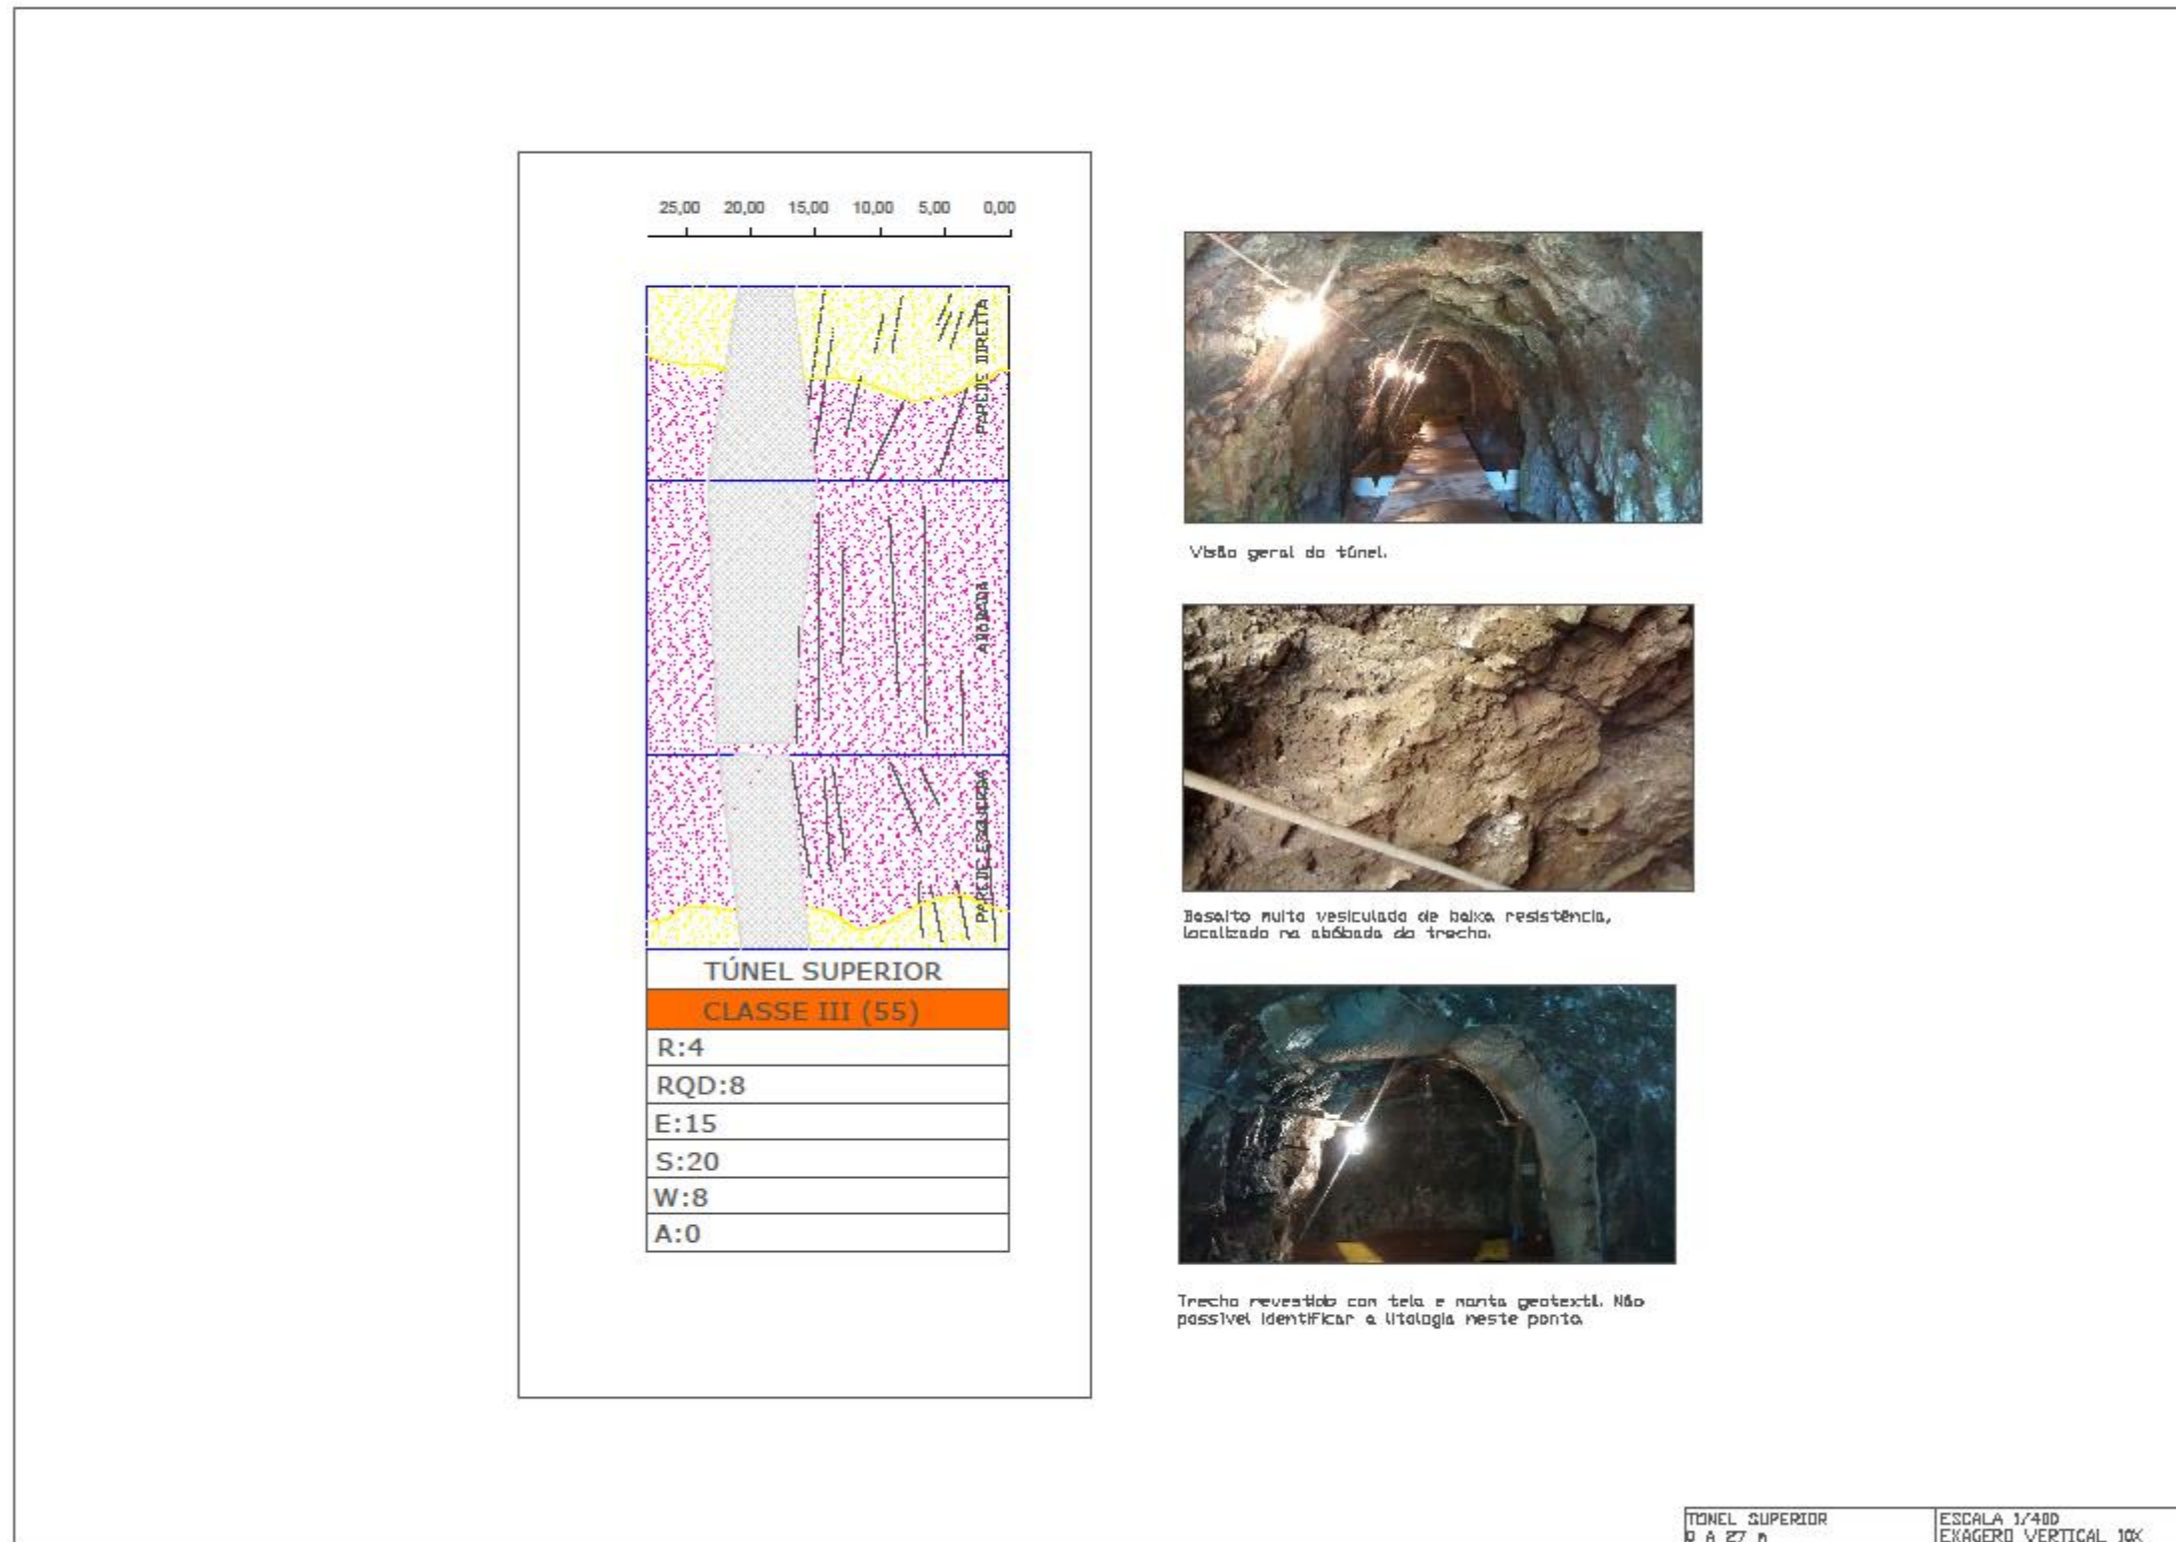 25,00 20,00 15,00 10,00 5,00 0,00
PAREDE DIREITA
ABÓBADA
PAREDE ESQUERDA
TÚNEL SUPERIOR
CLASSE III (55)
R:4
RQD:8
E:15
S:20
W:8
A:0
Visão geral do túnel.
Basalto muito vesiculado de baixa resistência,
localizado na abóbada do trecho.
Trecho revestido com tela e manta geotextil. Não
possível identificar a litologia neste ponto.
TÚNEL SUPERIOR
0 A 27 m
ESCALA 1/400
EXAGERO VERTICAL 10X